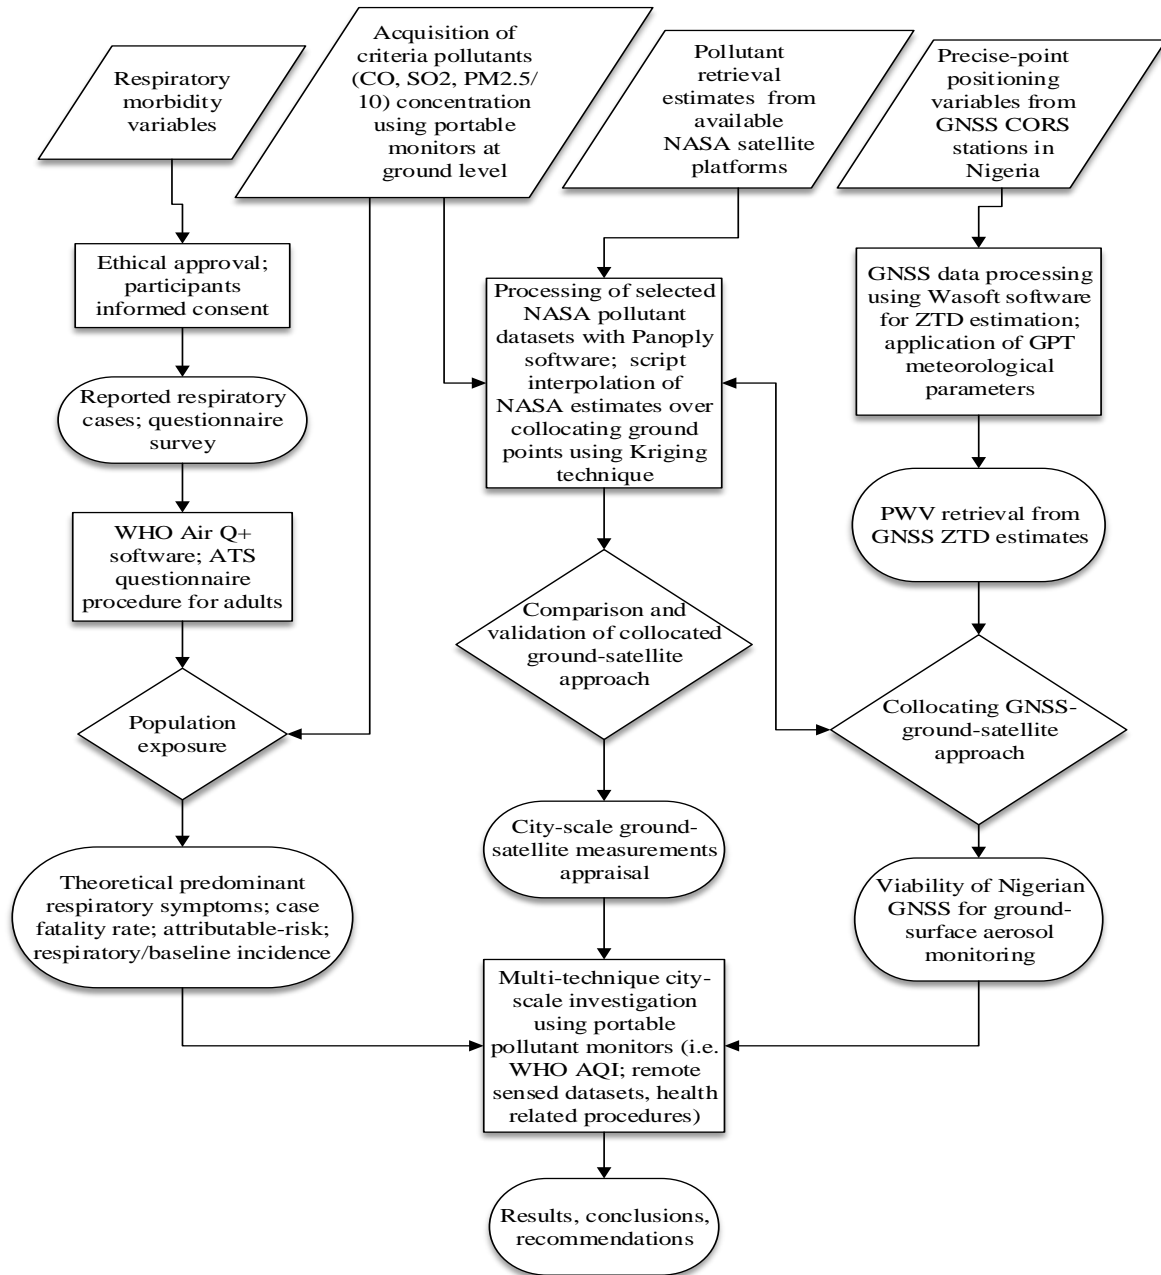 Respiratory
morbidity
variables
Acquisition of
criteria pollutants
(CO, SO2, PM2.5/
10) concentration
using portable
monitors at
ground level
Pollutant
retrieval
estimates from
available
NASA satellite
platforms
Precise-point
positioning
variables from
GNSS CORS
stations in
Nigeria
Ethical approval;
participants
informed consent
Processing of selected
NASA pollutant
datasets with Panoply
software; script
interpolation of
NASA estimates over
collocating ground
points using Kriging
technique
GNSS data processing
using Wasoft software
for ZTD estimation;
application of GPT
meteorological
parameters
Reported respiratory
cases; questionnaire
survey
PWV retrieval from
GNSS ZTD estimates
WHO Air Q+
software; ATS
questionnaire
procedure for adults
Comparison and
validation of collocated
ground-satellite
approach
Population
exposure
Collocating GNSS-
ground-satellite
approach
City-scale ground-
satellite measurements
appraisal
Theoretical predominant
respiratory symptoms; case
fatality rate; attributable-risk;
respiratory/baseline incidence
Viability of Nigerian
GNSS for ground-
surface aerosol
monitoring
Multi-technique city-
scale investigation
using portable
pollutant monitors (i.e.
WHO AQI; remote
sensed datasets, health
related procedures)
Results, conclusions,
recommendations